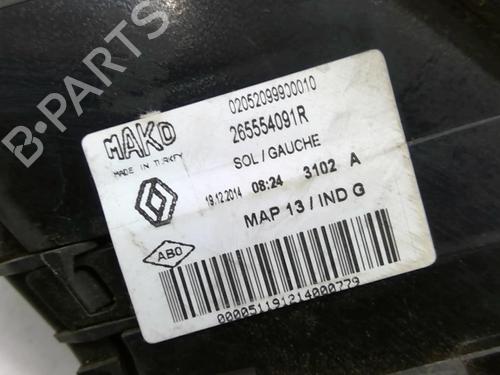 02052099900010
MAKO
265554091R
MADE IN TURKEY
SOL / GAUCHE
19.12.2014 08:24 3102 A
MAP 13 / IND G
ABO
000051191214000779
B-PARTS